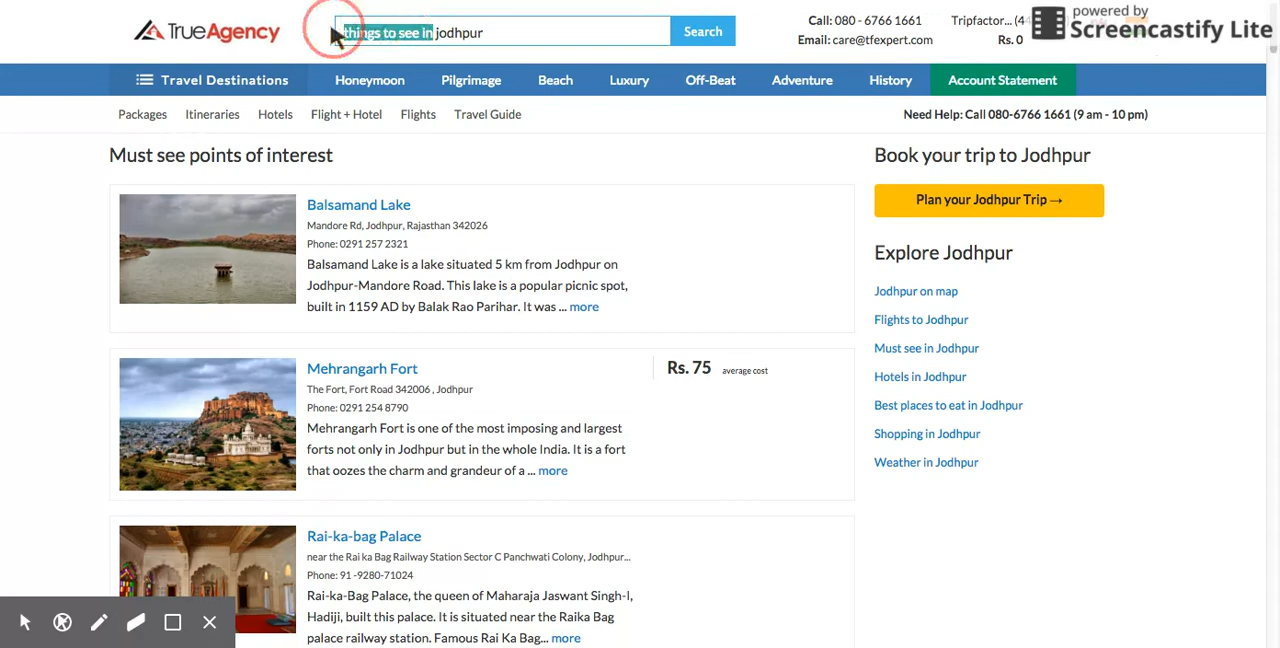 TrueAgency
things to see in jodhpur
Search
Call: 080 - 6766 1661
Email: care@tfexpert.com
Tripfactor...
Rs. 0
powered by
Screencastify Lite
Travel Destinations
Honeymoon
Pilgrimage
Beach
Luxury
Off-Beat
Adventure
History
Account Statement
Packages
Itineraries
Hotels
Flight + Hotel
Flights
Travel Guide
Need Help: Call 080-6766 1661 (9 am - 10 pm)
Must see points of interest
Balsamand Lake
Mandore Rd, Jodhpur, Rajasthan 342026
Phone: 0291 257 2321
Balsamand Lake is a lake situated 5 km from Jodhpur on
Jodhpur-Mandore Road. This lake is a popular picnic spot,
built in 1159 AD by Balak Rao Parihar. It was ... more
Mehrangarh Fort
The Fort, Fort Road 342006 , Jodhpur
Phone: 0291 254 8790
Mehrangarh Fort is one of the most imposing and largest
forts not only in Jodhpur but in the whole India. It is a fort
that oozes the charm and grandeur of a ... more
Rs. 75 average cost
Rai-ka-bag Palace
near the Rai ka Bag Railway Station Sector C Panchwati Colony, Jodhpur...
Phone: 91 -9280-71024
Rai-ka-Bag Palace, the queen of Maharaja Jaswant Singh-I,
Hadiji, built this palace. It is situated near the Raika Bag
palace railway station. Famous Rai Ka Bag... more
Book your trip to Jodhpur
Plan your Jodhpur Trip →
Explore Jodhpur
Jodhpur on map
Flights to Jodhpur
Must see in Jodhpur
Hotels in Jodhpur
Best places to eat in Jodhpur
Shopping in Jodhpur
Weather in Jodhpur